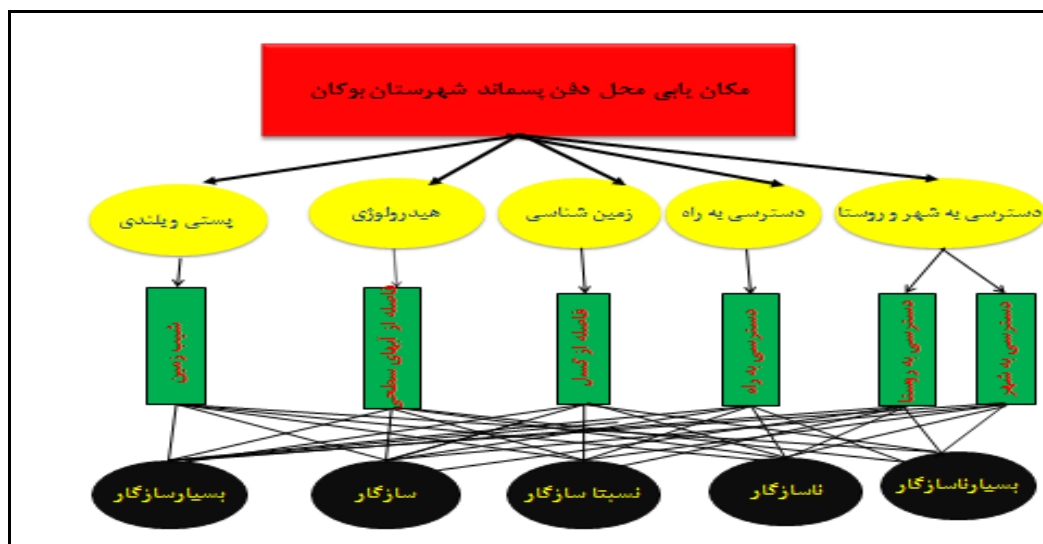 مکان یابی محل دفن پسماند شهرستان بوکان
دسترسی به شهر و روستا
دسترسی به راه
زمین شناسی
هیدرولوژی
پستی و بلندی
دسترسی به شهر
دسترسی به روستا
دسترسی به راه
فاصله از گسل
فاصله از آبهای سطحی
شیب زمین
بسیارناسازگار
ناسازگار
نسبتا سازگار
سازگار
بسیارسازگار